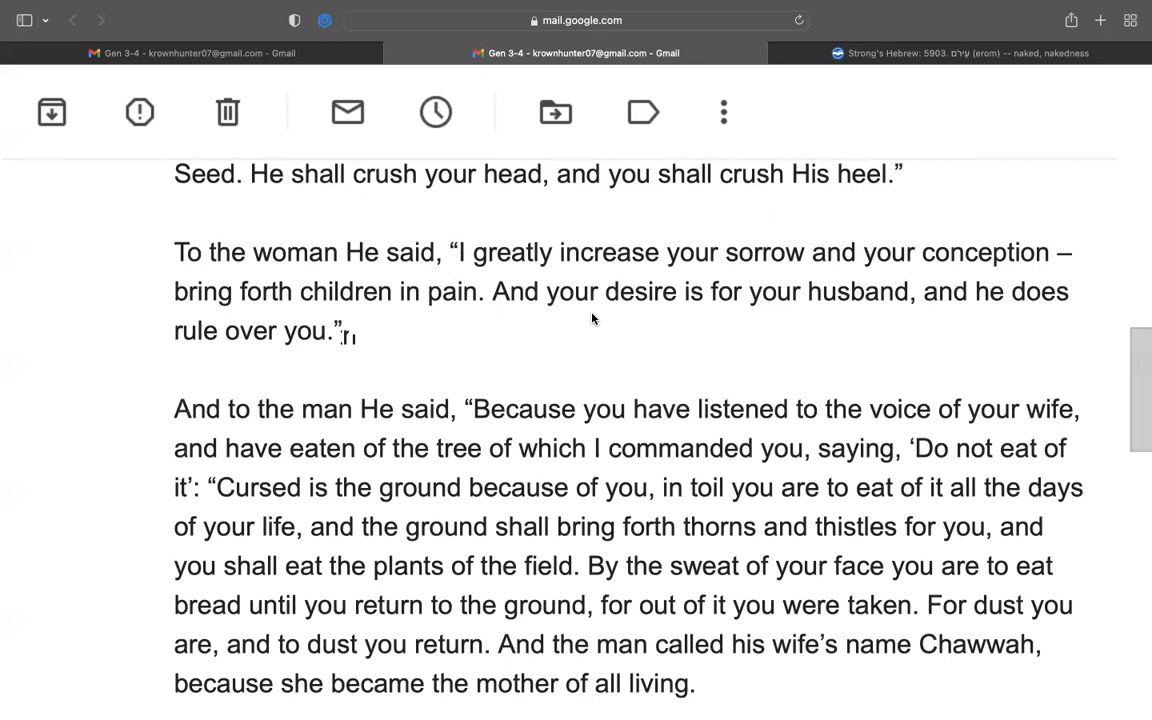 mail.google.com
Gen 3-4 - krownhunter07@gmail.com - Gmail
Gen 3-4 - krownhunter07@gmail.com - Gmail
Strong's Hebrew: 5903. עֵירֹם (erom) -- naked, nakedness
Seed. He shall crush your head, and you shall crush His heel.”
To the woman He said, “I greatly increase your sorrow and your conception –
bring forth children in pain. And your desire is for your husband, and he does
rule over you.”
And to the man He said, “Because you have listened to the voice of your wife,
and have eaten of the tree of which I commanded you, saying, ‘Do not eat of
it’: “Cursed is the ground because of you, in toil you are to eat of it all the days
of your life, and the ground shall bring forth thorns and thistles for you, and
you shall eat the plants of the field. By the sweat of your face you are to eat
bread until you return to the ground, for out of it you were taken. For dust you
are, and to dust you return. And the man called his wife’s name Chawwah,
because she became the mother of all living.